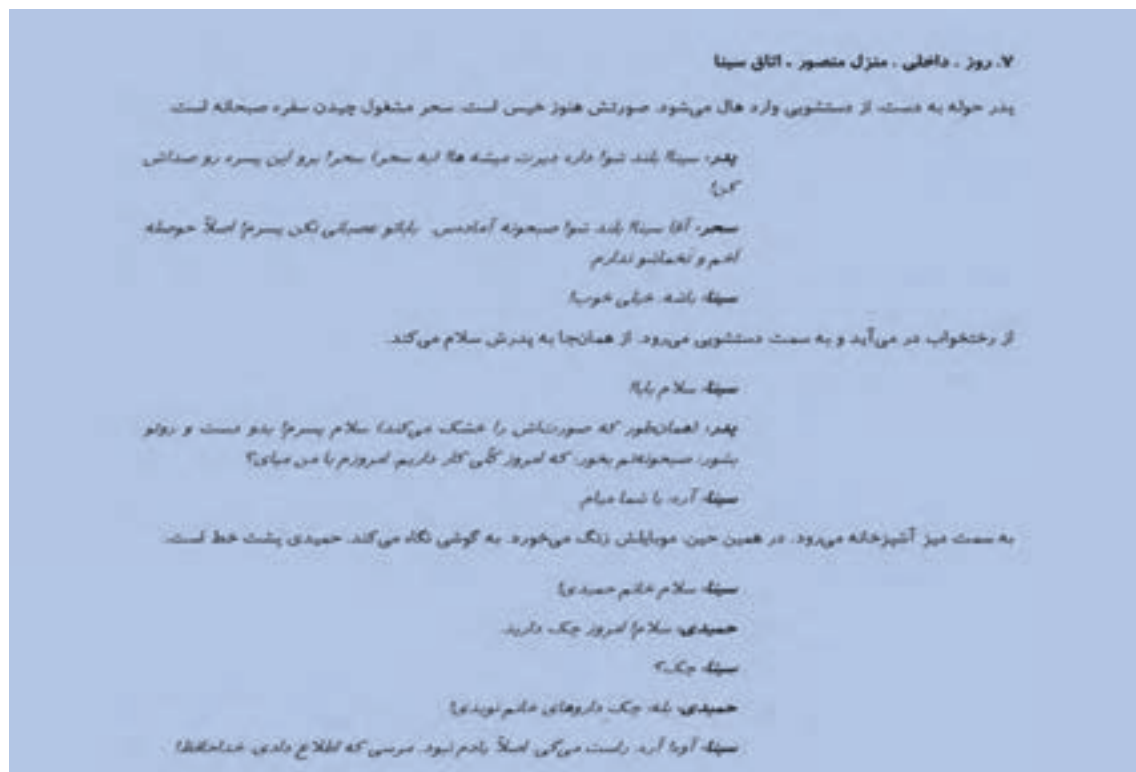 ۷. روز . داخلی . منزل منصور . اتاق سینا
پدر حوله به دست، از دستشویی وارد هال می‌شود. صورتش هنوز خیس است. سحر مشغول چیدن سفره صبحانه است.
پدر: سینا! بلند شو! داره دیرت میشه ها! (به سحر) سحر! برو این پسره رو صداش
کن!
سحر: آقا سینا! بلند شو! صبحونه آماده‌س. باباتو عصبانی نکن پسرم! اصلاً حوصله
اخم و تخماشو ندارم.
سینا: باشه. خیلی خوب!
از رختخواب در می‌آید و به سمت دستشویی می‌رود. از همان‌جا به پدرش سلام می‌کند.
سینا: سلام بابا!
پدر: (همان‌طور که صورت‌اش را خشک می‌کند) سلام پسرم! بدو دست و روتو
بشور، صبحونه‌تم بخور، که امروز کُلّی کار داریم. امروزم با من میای؟
سینا: آره، با شما میام.
به سمت میز آشپزخانه می‌رود. در همین حین، موبایلش زنگ می‌خورد. به گوشی نگاه می‌کند. حمیدی پشت خط است.
سینا: سلام خانم حمیدی!
حمیدی: سلام! امروز چک دارید.
سینا: چک؟
حمیدی: بله، چک داروهای خانم نویدی!
سینا: آو! آره، راست می‌گی. اصلاً یادم نبود. مرسی که اطلاع دادی. خداحافظ!